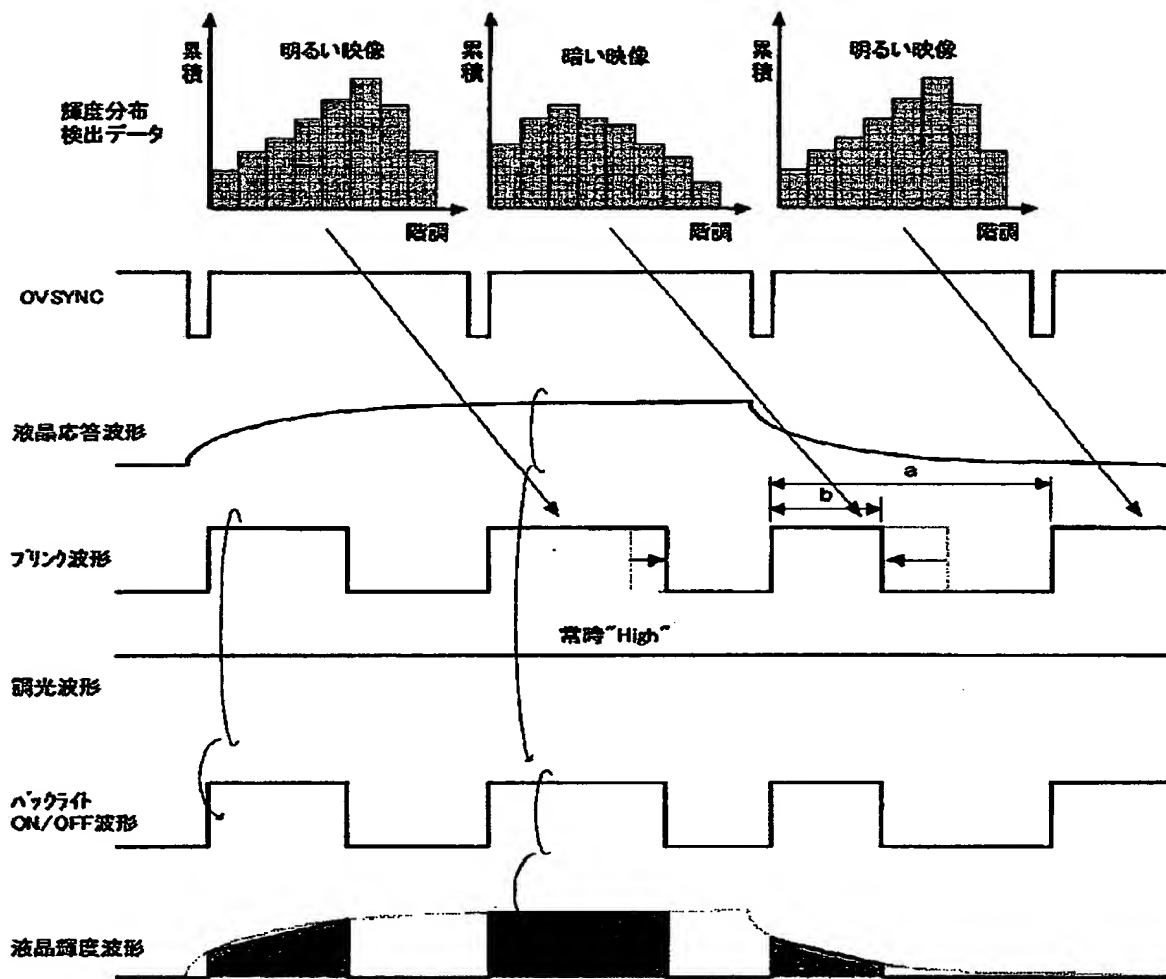 累積
明るい映像
階調
累積
暗い映像
階調
累積
明るい映像
階調
輝度分布
検出データ
OVSYNC
液晶応答波形
a
b
ブリンク波形
常時"High"
調光波形
バックライト
ON/OFF波形
液晶輝度波形